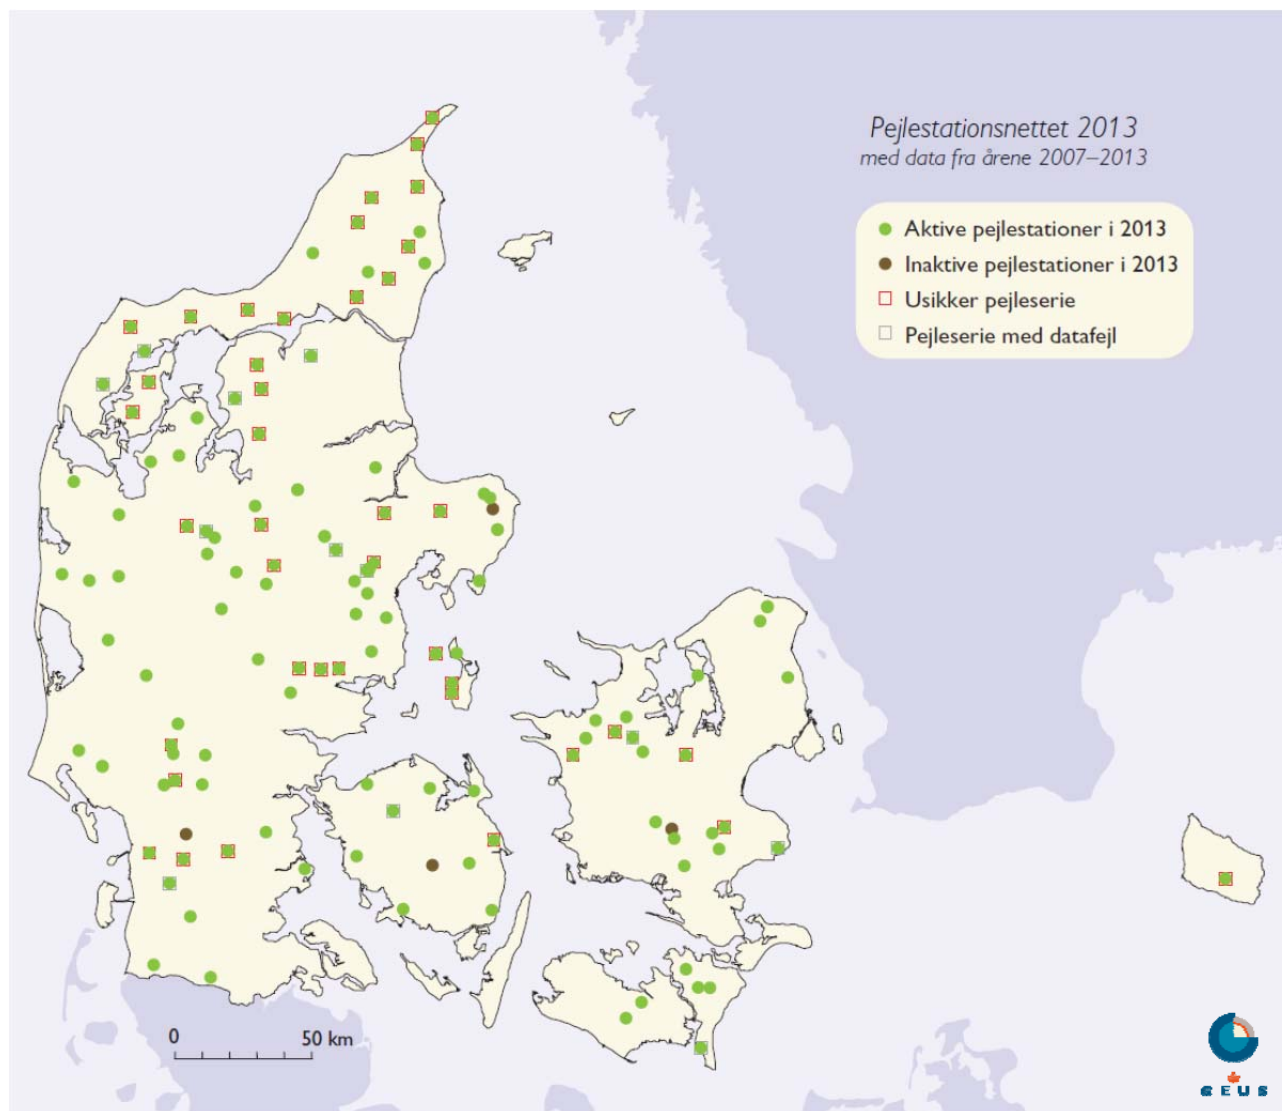 Pejlestationsnettet 2013
med data fra årene 2007–2013
Aktive pejlestationer i 2013
Inaktive pejlestationer i 2013
Usikker pejleserie
Pejleserie med datafejl
0 50 km
GEUS